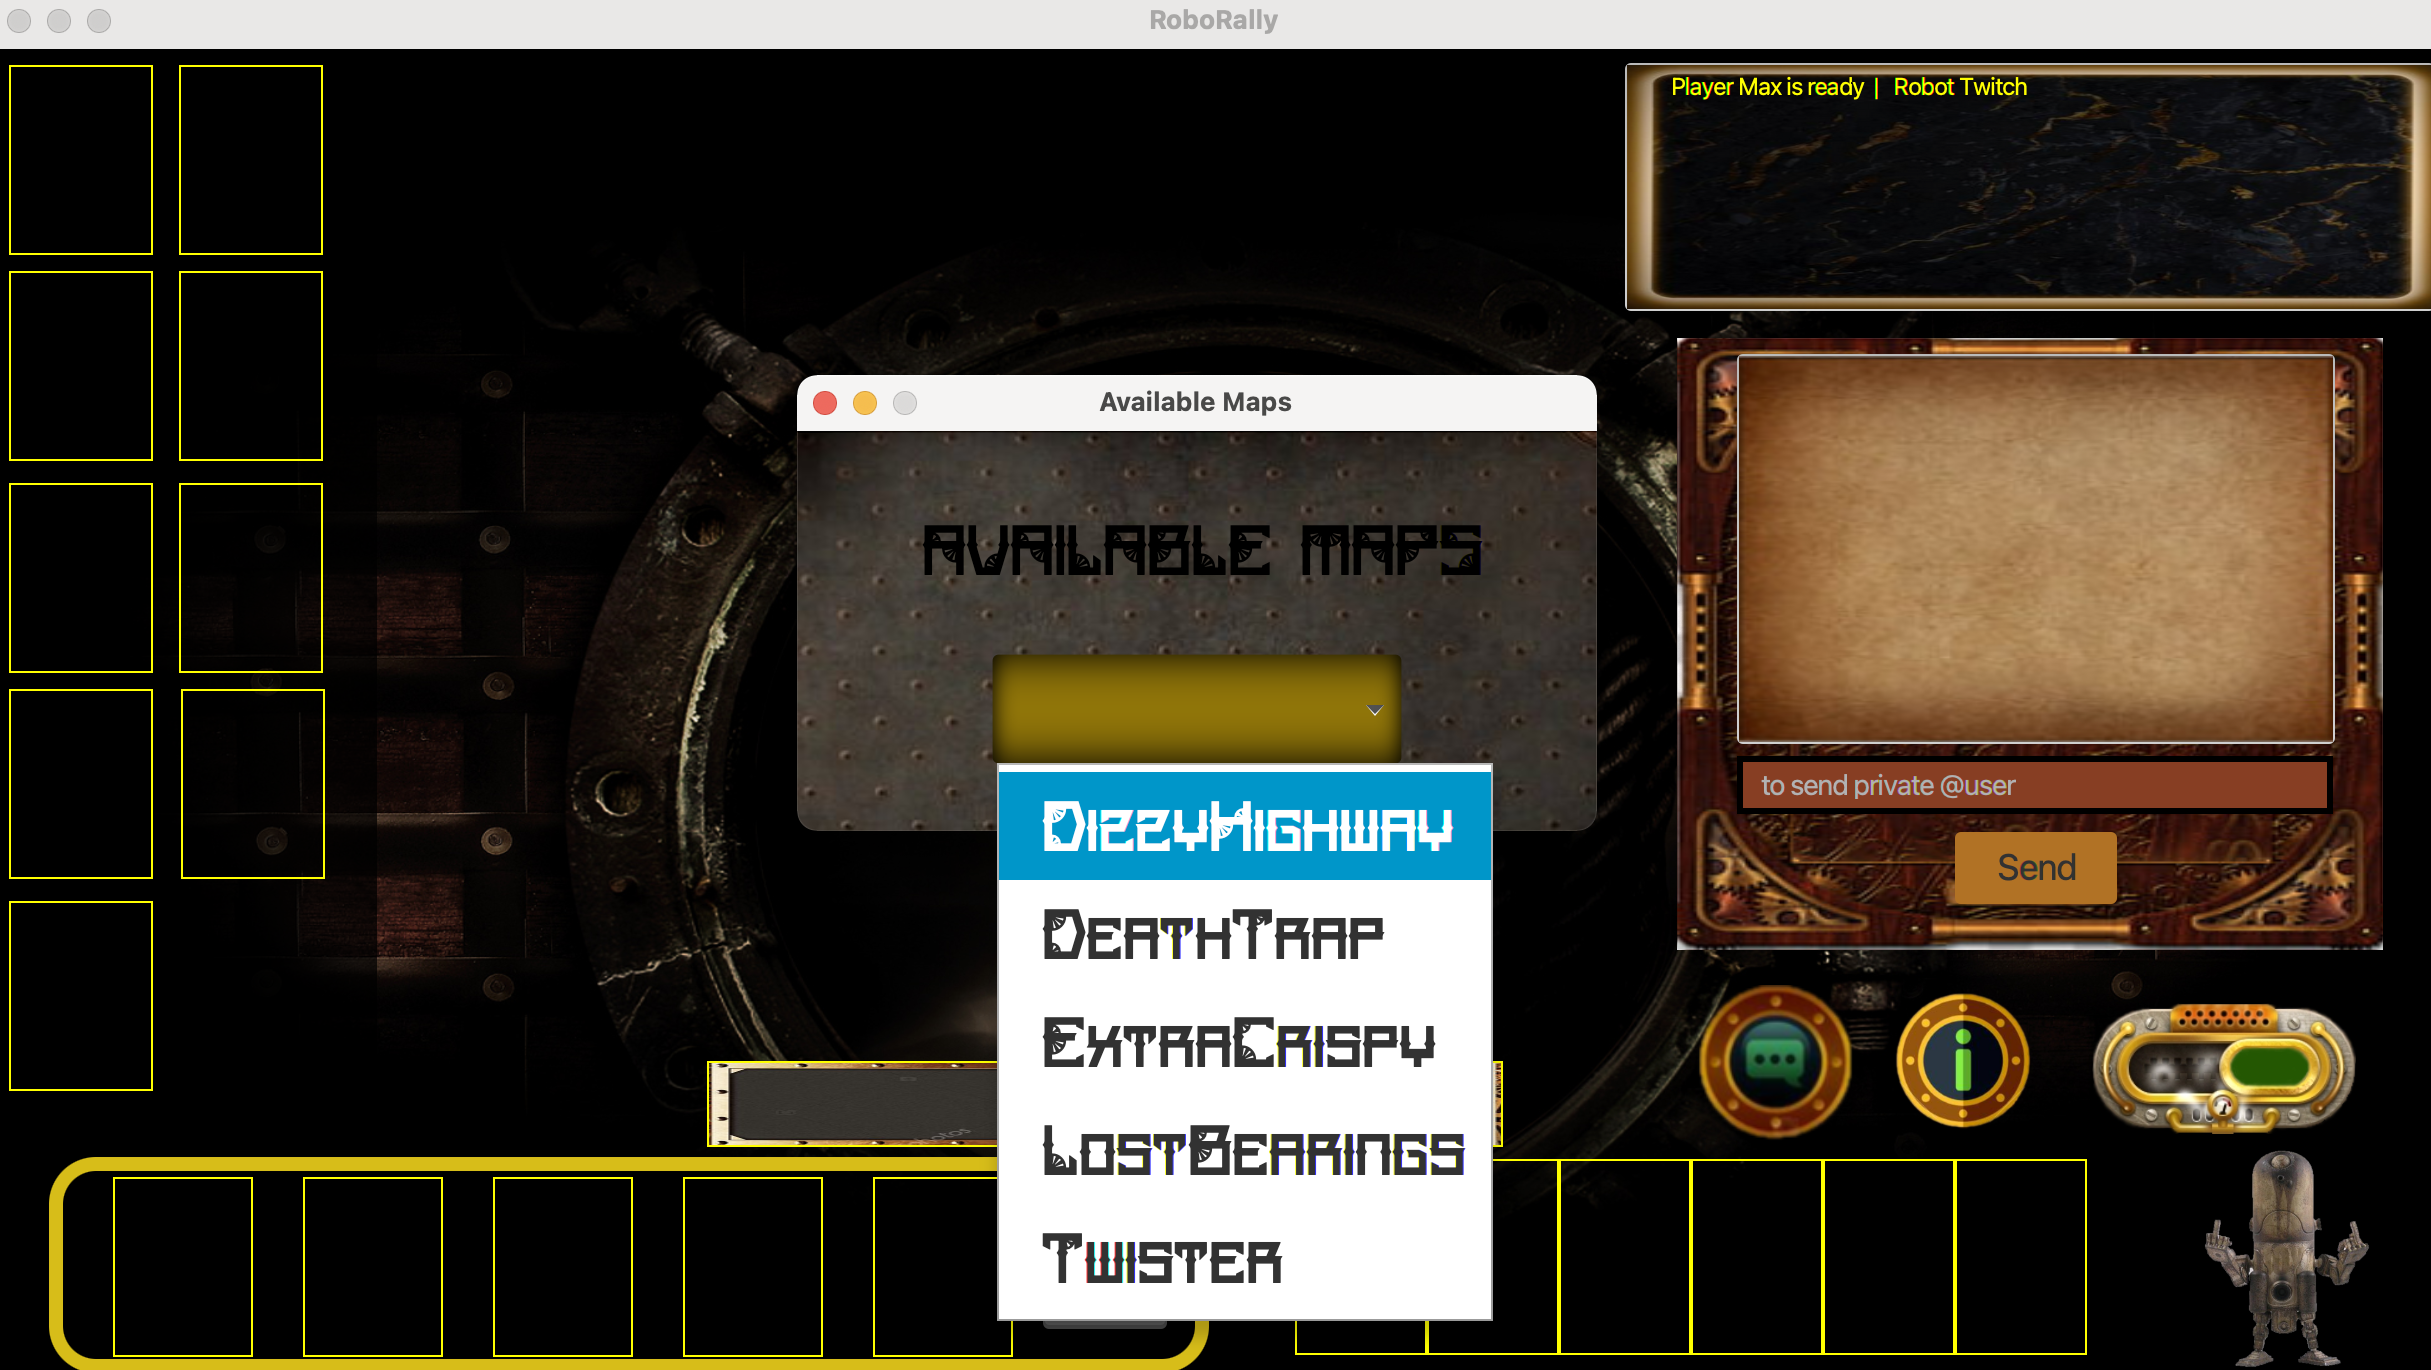 RoboRally
Player Max is ready | Robot Twitch
Available Maps
AVAILABLE MAPS
DizzyHighway
DeathTrap
ExtraCrispy
LostBearings
Twister
to send private @user
Send
photos